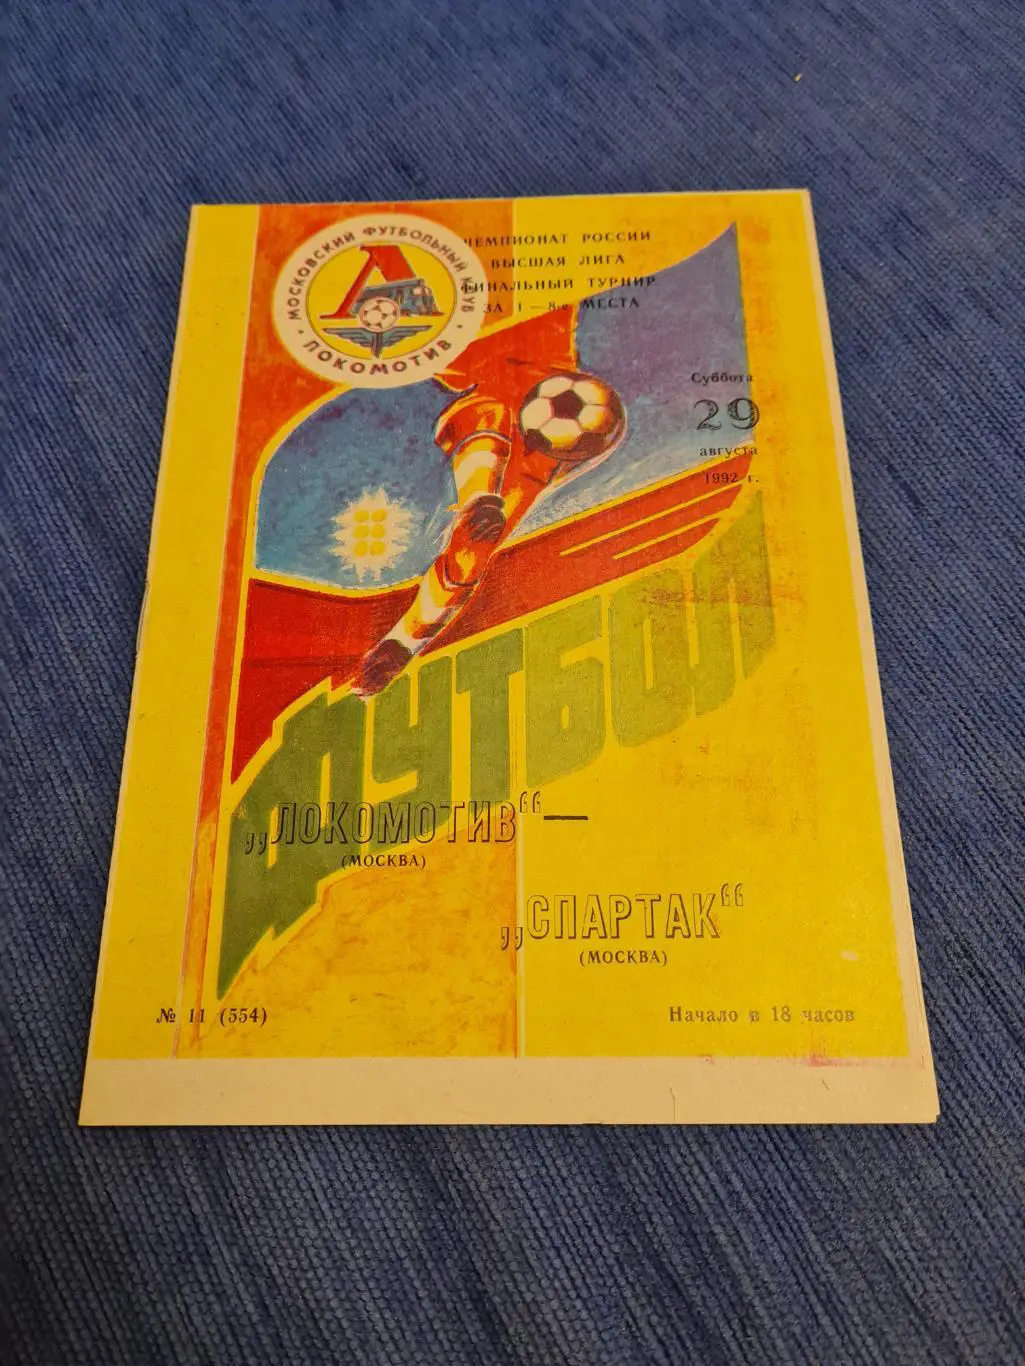 МОСКОВСКИЙ ФУТБОЛЬНЫЙ КЛУБ
• ЛОКОМОТИВ •
Л
ЧЕМПИОНАТ РОССИИ
ВЫСШАЯ ЛИГА
ФИНАЛЬНЫЙ ТУРНИР
ЗА 1 — 8-е МЕСТА
Суббота
29
августа
1992 г.
ФУТБОЛ
„ЛОКОМОТИВ“ —
(МОСКВА)
„СПАРТАК“
(МОСКВА)
№ 11 (554)
Начало в 18 часов